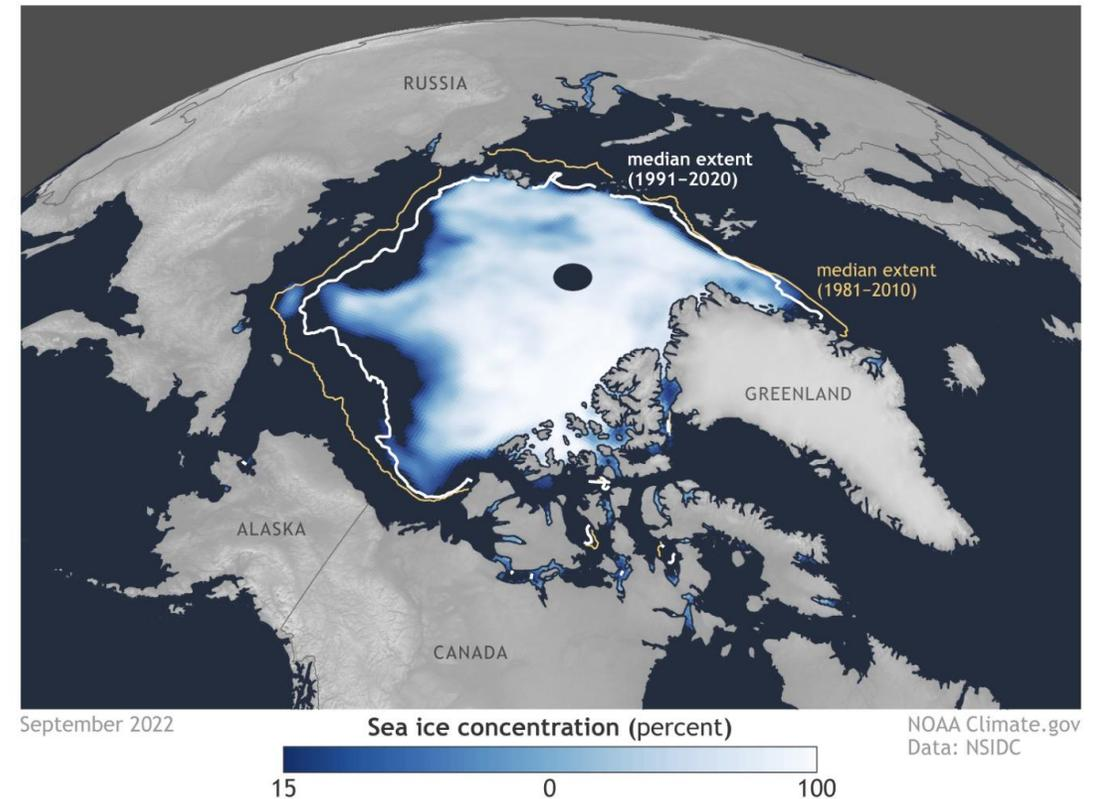 RUSSIA
median extent
(1991–2020)
median extent
(1981–2010)
GREENLAND
ALASKA
CANADA
September 2022
Sea ice concentration (percent)
NOAA Climate.gov
Data: NSIDC
15 0 100